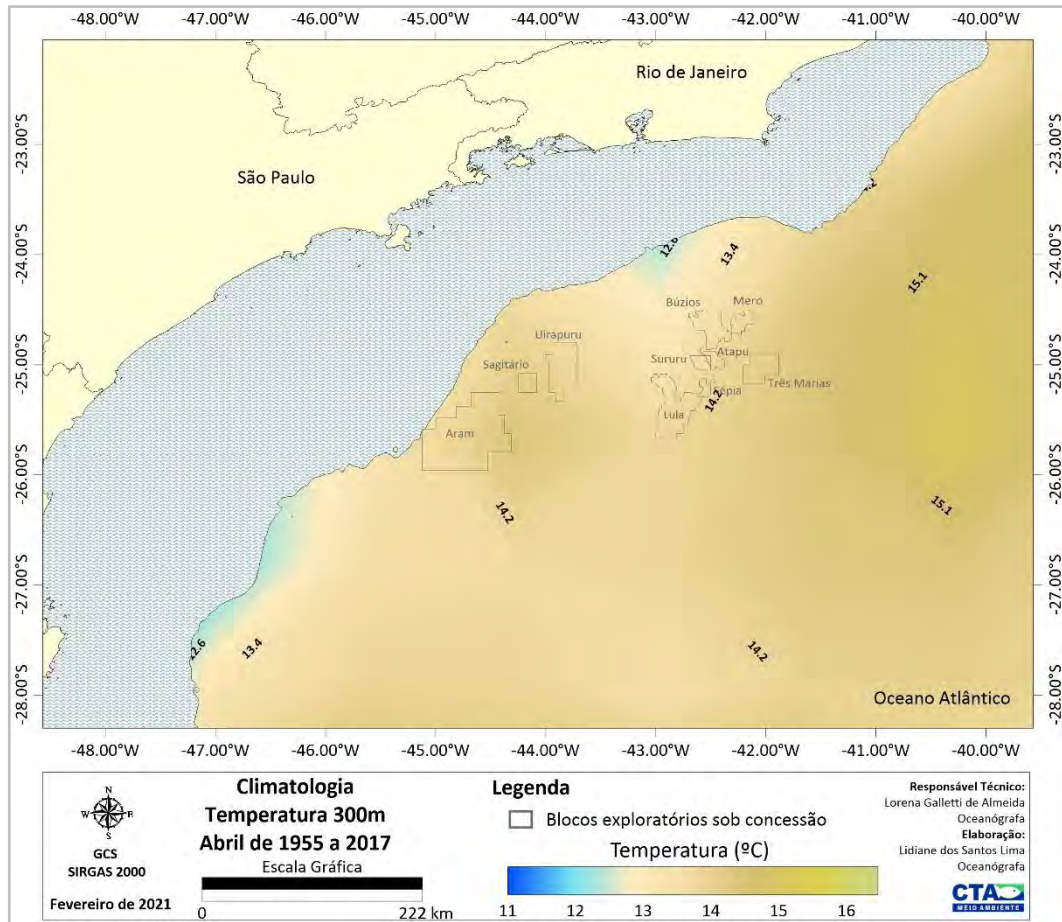 -48.00°W -47.00°W -46.00°W -45.00°W -44.00°W -43.00°W -42.00°W -41.00°W -40.00°W
Rio de Janeiro
São Paulo
-23.00°S -23.00°S
-24.00°S -24.00°S
-25.00°S -25.00°S
-26.00°S -26.00°S
-27.00°S -27.00°S
-28.00°S -28.00°S
12.6
13.4
15.1
Búzios Mero
Uirapuru
Sururu Atapu
Sagitário
Três Marias
14.2
Lula
Aram
14.2
15.1
13.4
14.2
Oceano Atlântico
-48.00°W -47.00°W -46.00°W -45.00°W -44.00°W -43.00°W -42.00°W -41.00°W -40.00°W
N
W E
S
GCS
SIRGAS 2000
Fevereiro de 2021
Climatologia
Temperatura 300m
Abril de 1955 a 2017
Escala Gráfica
0 222 km
Legenda
Blocos exploratórios sob concessão
Temperatura (ºC)
11 12 13 14 15 16
Responsável Técnico:
Lorena Galletti de Almeida
Oceanógrafa
Elaboração:
Lidiane dos Santos Lima
Oceanógrafa
CTA
MEIO AMBIENTE